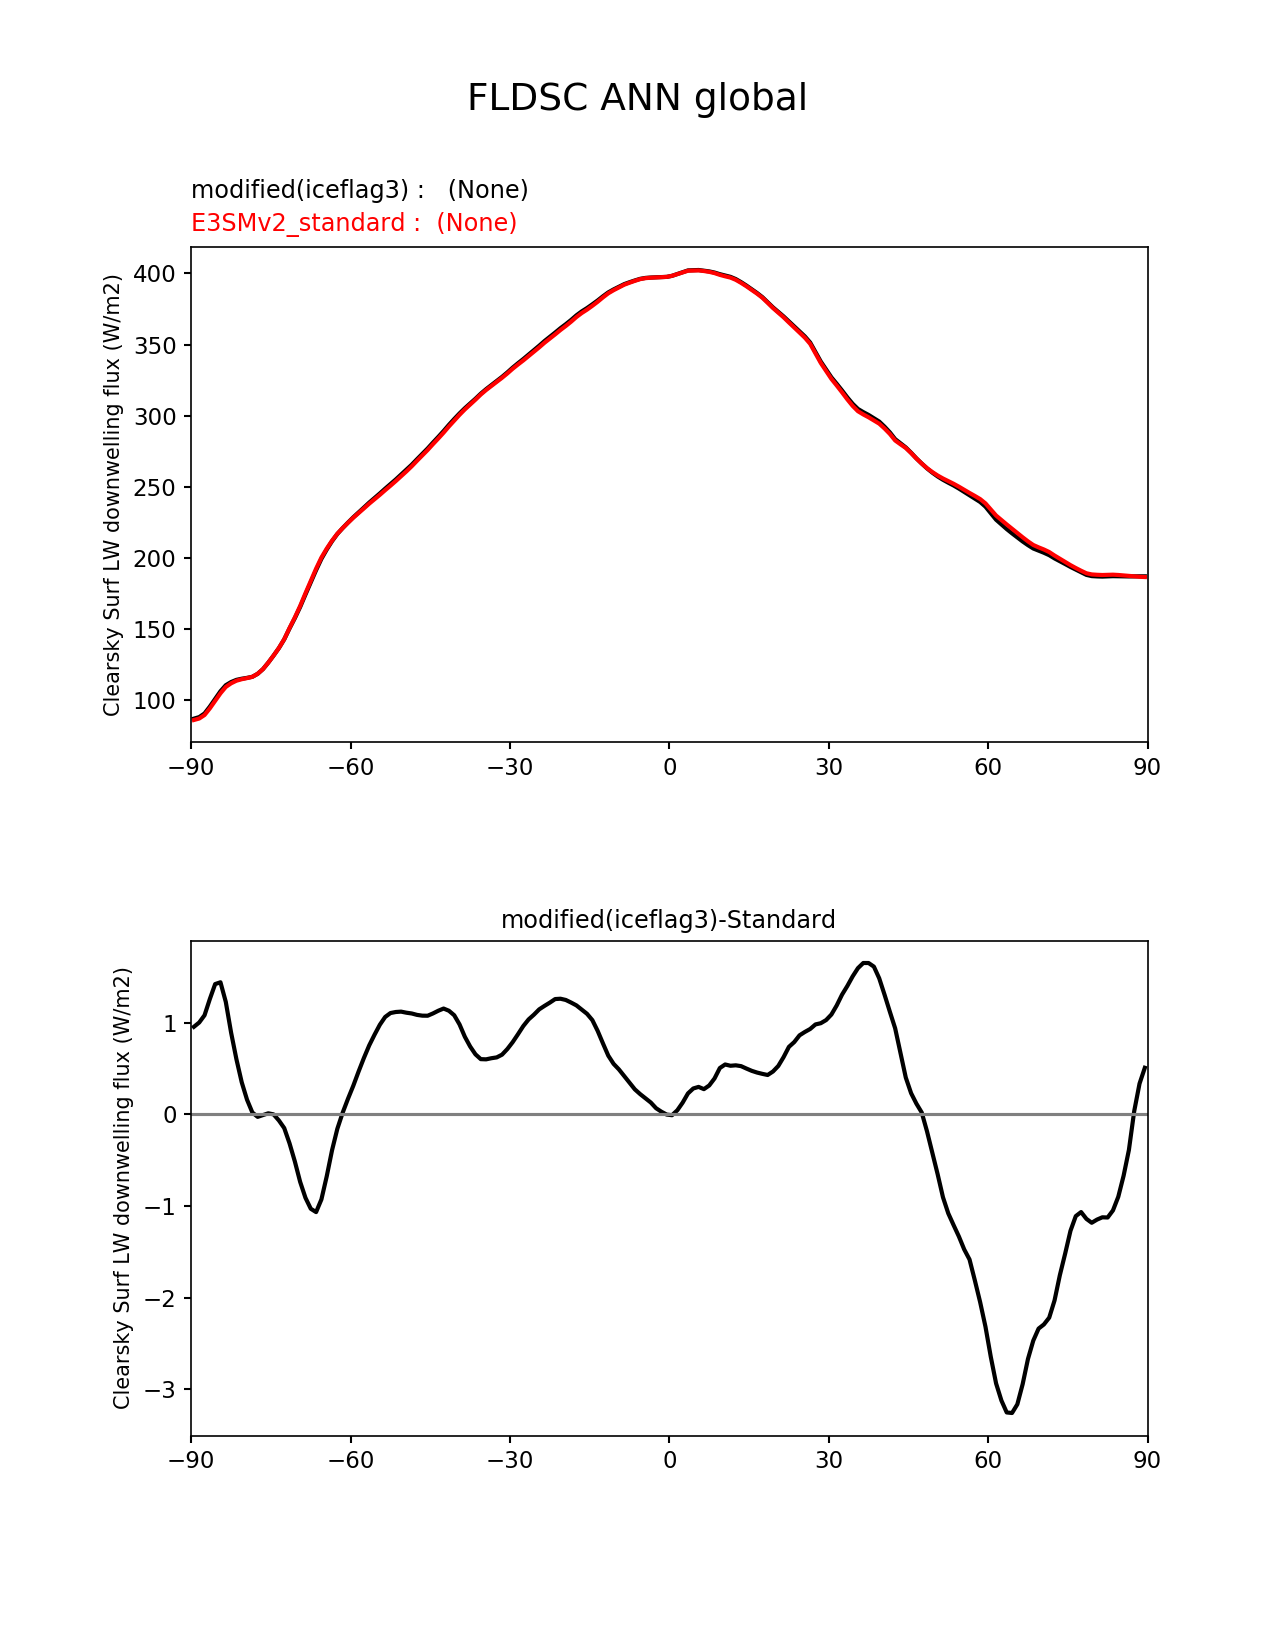 FLDSC ANN global
modified(iceflag3) :   (None)
E3SMv2_standard :  (None)
Clearsky Surf LW downwelling flux (W/m2)
400
350
300
250
200
150
100
−90 −60 −30 0 30 60 90
modified(iceflag3)-Standard
Clearsky Surf LW downwelling flux (W/m2)
1
0
−1
−2
−3
−90 −60 −30 0 30 60 90